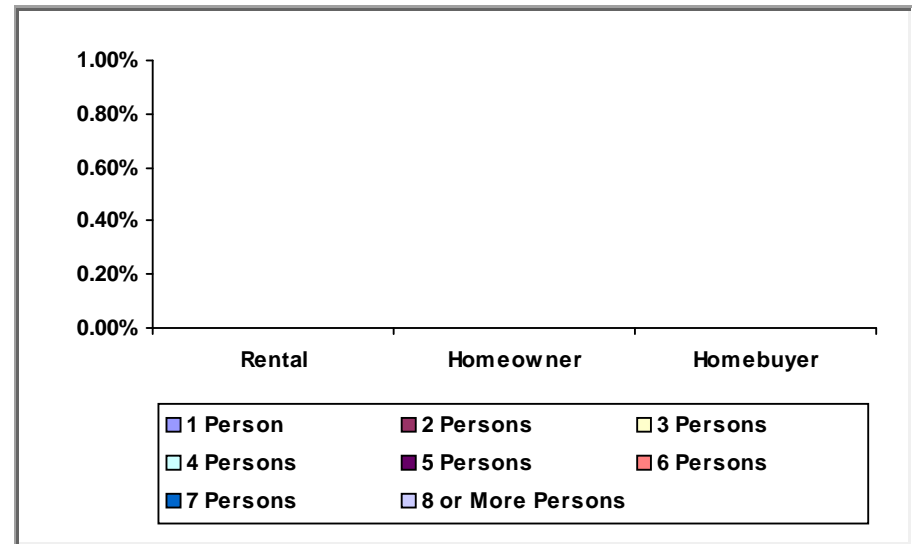 1.00%
0.80%
0.60%
0.40%
0.20%
0.00%
Rental Homeowner Homebuyer
1 Person 2 Persons 3 Persons
4 Persons 5 Persons 6 Persons
7 Persons 8 or More Persons